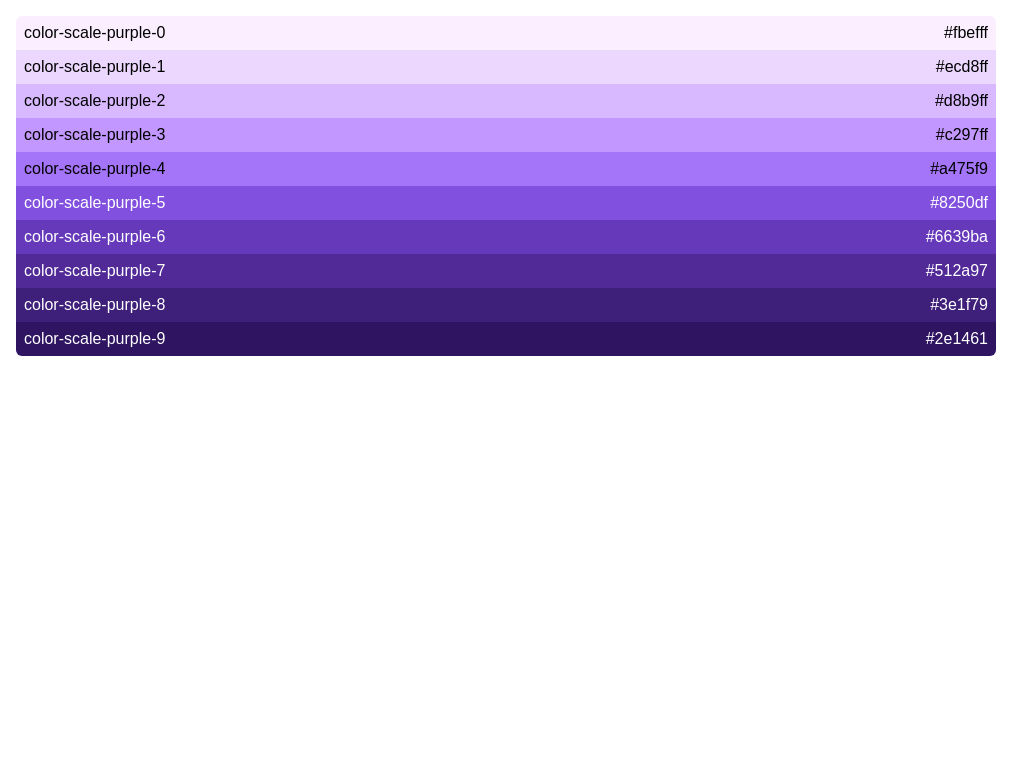 color-scale-purple-0 #fbefff
color-scale-purple-1 #ecd8ff
color-scale-purple-2 #d8b9ff
color-scale-purple-3 #c297ff
color-scale-purple-4 #a475f9
color-scale-purple-5 #8250df
color-scale-purple-6 #6639ba
color-scale-purple-7 #512a97
color-scale-purple-8 #3e1f79
color-scale-purple-9 #2e1461